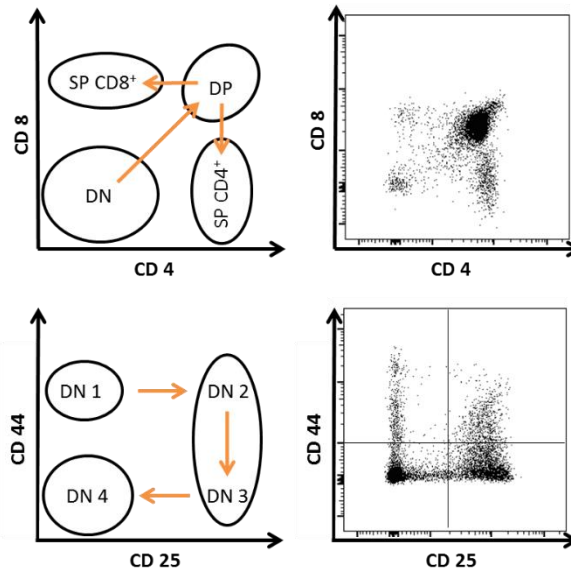 SP CD8⁺
DP
DN
SP CD4⁺
CD 8
CD 4
CD 8
CD 4
DN 1
DN 2
DN 4
DN 3
CD 44
CD 25
CD 44
CD 25